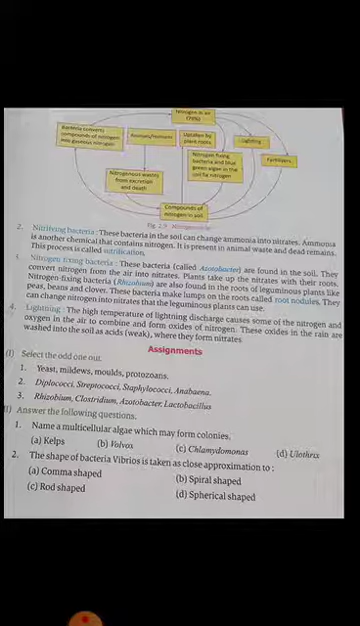 Nitrogen in air
(79%)
Bacteria converts
compounds of nitrogen
into gaseous nitrogen
Animals/Humans
Uptaken by
plant roots
Lighting
Nitrogen fixing
bacteria and blue
green algae in the
soil fix nitrogen
Fertilizers
Nitrogenous wastes
from excretion
and death
Compounds of
nitrogen in soil
Fig. 2.7
2. Nitrifying bacteria : These bacteria in the soil can change ammonia into nitrates. Ammonia
is another chemical that contains nitrogen. It is present in animal waste and dead remains.
This process is called nitrification.
3. Nitrogen fixing bacteria : These bacteria (called Azotobacter) are found in the soil. They
convert nitrogen from the air into nitrates. Plants take up the nitrates with their roots.
Nitrogen-fixing bacteria (Rhizobium) are also found in the roots of leguminous plants like
peas, beans and clover. These bacteria make lumps on the roots called root nodules. They
can change nitrogen into nitrates that the leguminous plants can use.
4. Lightning : The high temperature of lightning discharge causes some of the nitrogen and
oxygen in the air to combine and form oxides of nitrogen. These oxides in the rain are
washed into the soil as acids (weak), where they form nitrates.
Assignments
(I) Select the odd one out.
1. Yeast, mildews, moulds, protozoans.
2. Diplococci, Streptococci, Staphylococci, Anabaena.
3. Rhizobium, Clostridium, Azotobacter, Lactobacillus
(II) Answer the following questions.
1. Name a multicellular algae which may form colonies.
(a) Kelps (b) Volvox (c) Chlamydomonas (d) Ulothrix
2. The shape of bacteria Vibrios is taken as close approximation to :
(a) Comma shaped (b) Spiral shaped
(c) Rod shaped (d) Spherical shaped